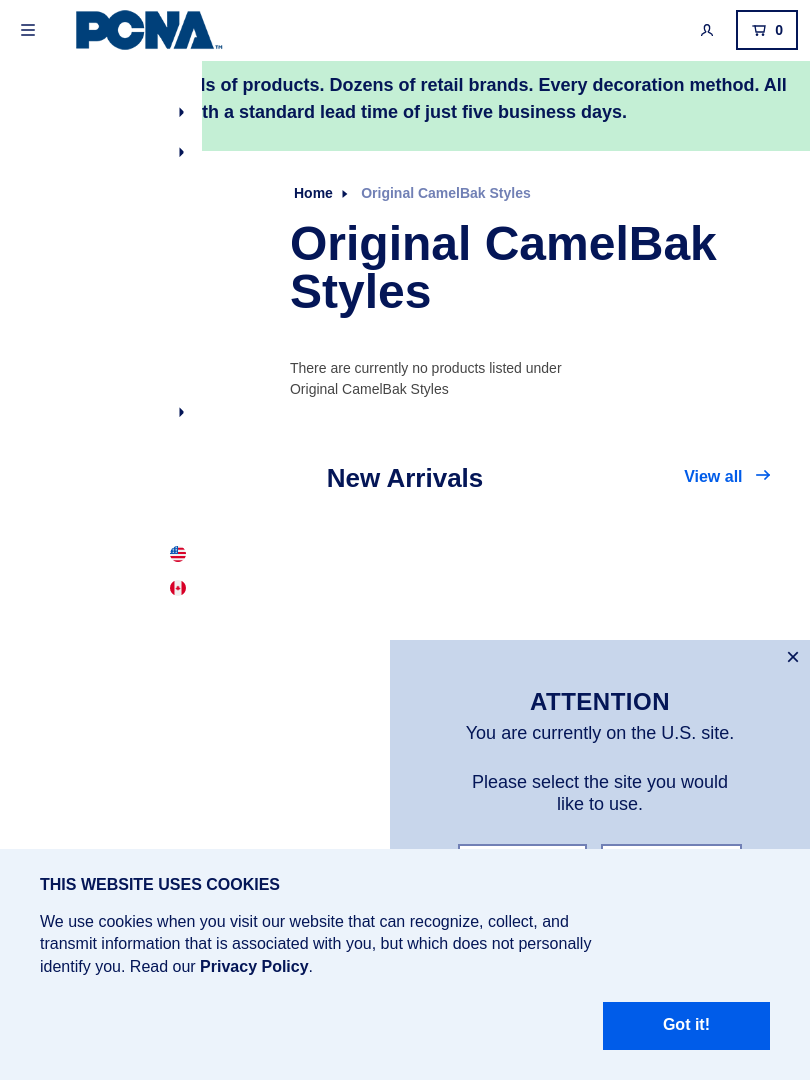 PCNA™
0
of products. Dozens of retail brands. Every decoration method. All
with a standard lead time of just five business days.
Home Original CamelBak Styles
Original CamelBak
Styles
There are currently no products listed under
Original CamelBak Styles
New Arrivals
View all
ATTENTION
You are currently on the U.S. site.
Please select the site you would
like to use.
THIS WEBSITE USES COOKIES
We use cookies when you visit our website that can recognize, collect, and
transmit information that is associated with you, but which does not personally
identify you. Read our Privacy Policy.
Got it!